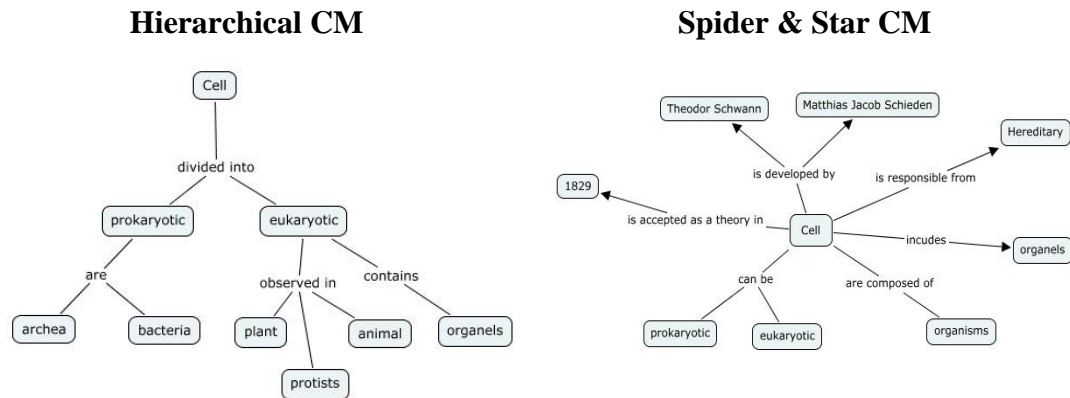 Hierarchical CM
Cell
divided into
prokaryotic
eukaryotic
are
observed in
contains
archea
bacteria
plant
animal
organels
protists
Spider & Star CM
Theodor Schwann
Matthias Jacob Schieden
Hereditary
is developed by
is responsible from
1829
is accepted as a theory in
Cell
incudes
organels
can be
are composed of
prokaryotic
eukaryotic
organisms